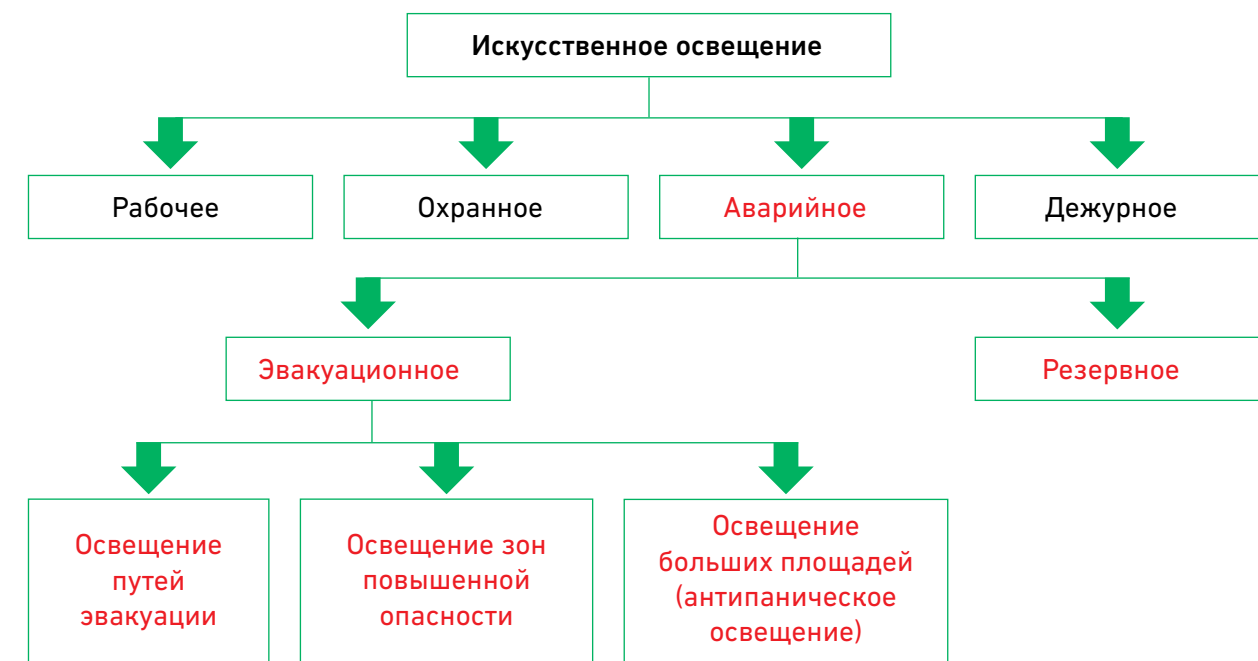 Искусственное освещение
Рабочее
Охранное
Аварийное
Дежурное
Эвакуационное
Резервное
Освещение
путей
эвакуации
Освещение зон
повышенной
опасности
Освещение
больших площадей
(антипаническое
освещение)